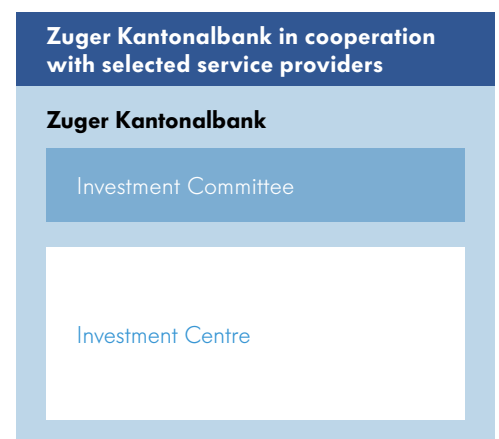 Zuger Kantonalbank in cooperation
with selected service providers
Zuger Kantonalbank
Investment Committee
Investment Centre